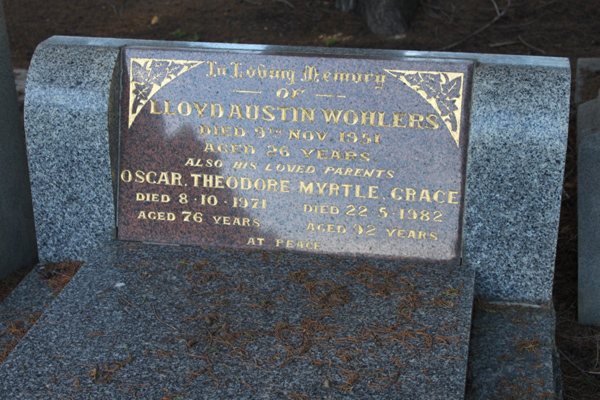 In Loving Memory
OF
LLOYD AUSTIN WOHLERS
DIED 9TH NOV. 1951
AGED 26 YEARS
ALSO HIS LOVED PARENTS
OSCAR. THEODORE MYRTLE. GRACE
DIED 8·10·1971 DIED 22·5·1982
AGED 76 YEARS AGED 92 YEARS
AT PEACE